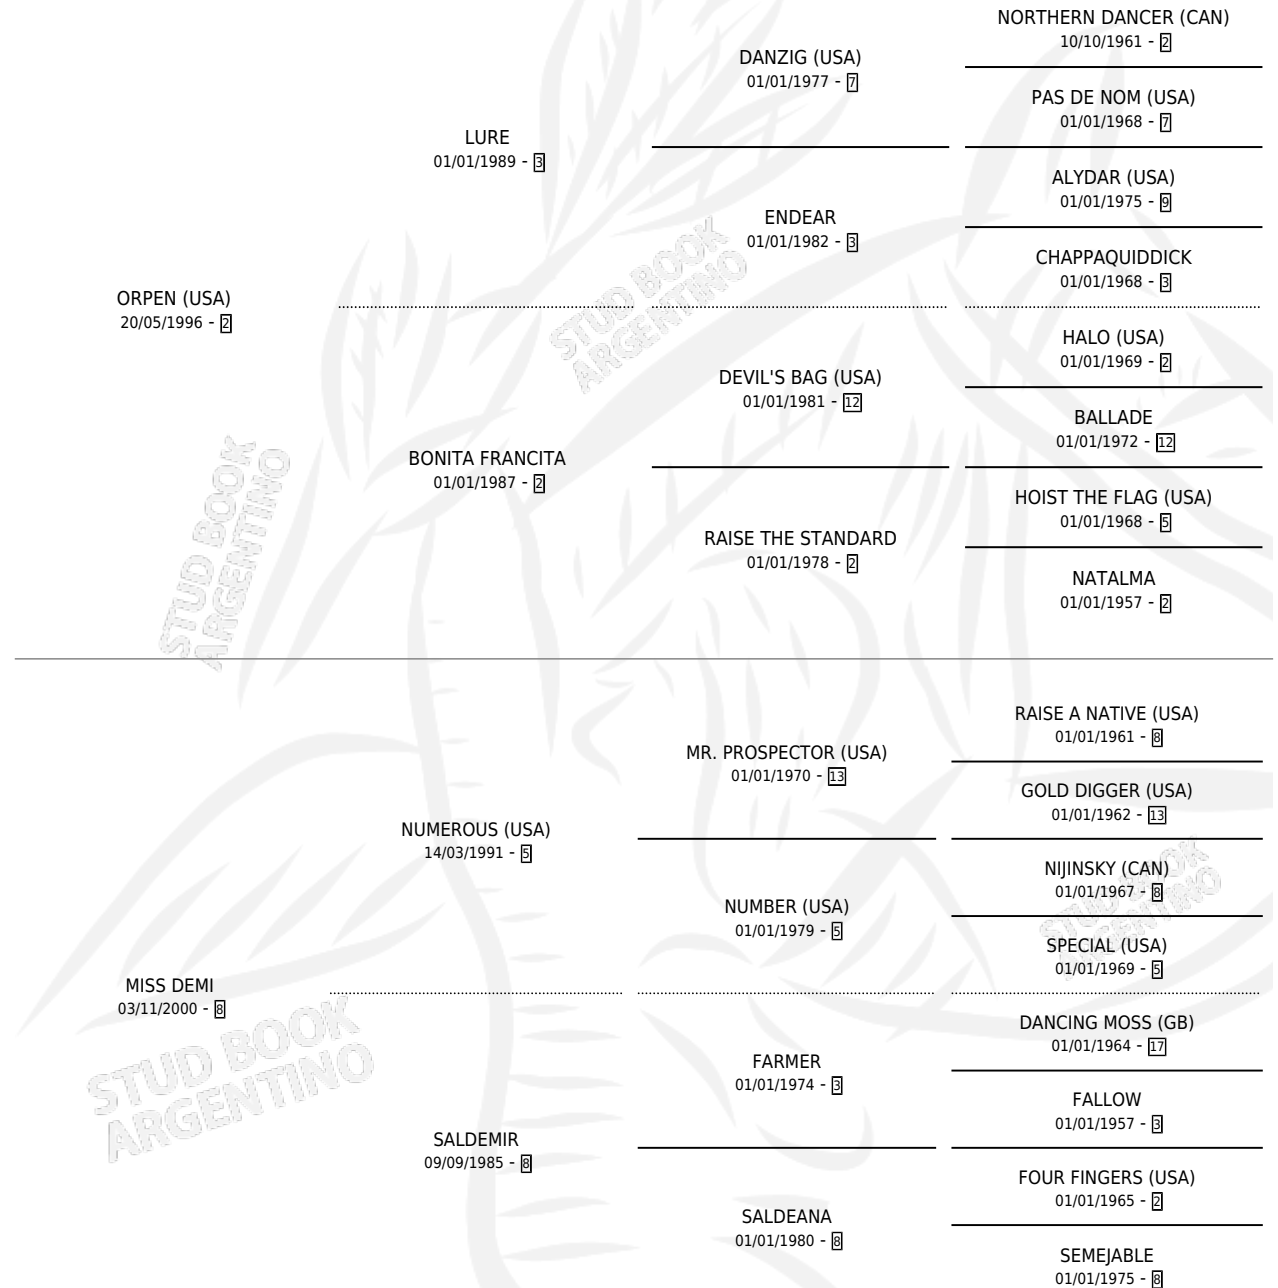 NORTHERN DANCER (CAN)
10/10/1961 - 2
DANZIG (USA)
01/01/1977 - 7
PAS DE NOM (USA)
01/01/1968 - 7
LURE
01/01/1989 - 3
ALYDAR (USA)
01/01/1975 - 9
ENDEAR
01/01/1982 - 3
CHAPPAQUIDDICK
01/01/1968 - 3
ORPEN (USA)
20/05/1996 - 2
HALO (USA)
01/01/1969 - 2
DEVIL'S BAG (USA)
01/01/1981 - 12
BALLADE
01/01/1972 - 12
BONITA FRANCITA
01/01/1987 - 2
HOIST THE FLAG (USA)
01/01/1968 - 5
RAISE THE STANDARD
01/01/1978 - 2
NATALMA
01/01/1957 - 2
RAISE A NATIVE (USA)
01/01/1961 - 8
MR. PROSPECTOR (USA)
01/01/1970 - 13
GOLD DIGGER (USA)
01/01/1962 - 13
NUMEROUS (USA)
14/03/1991 - 5
NIJINSKY (CAN)
01/01/1967 - 8
NUMBER (USA)
01/01/1979 - 5
SPECIAL (USA)
01/01/1969 - 5
MISS DEMI
03/11/2000 - 8
DANCING MOSS (GB)
01/01/1964 - 17
FARMER
01/01/1974 - 3
FALLOW
01/01/1957 - 3
SALDEMIR
09/09/1985 - 8
FOUR FINGERS (USA)
01/01/1965 - 2
SALDEANA
01/01/1980 - 8
SEMEJABLE
01/01/1975 - 8
STUD BOOK
ARGENTINO
STUD BOOK
ARGENTINO
STUD BOOK
ARGENTINO
STUD BOOK
ARGENTINO